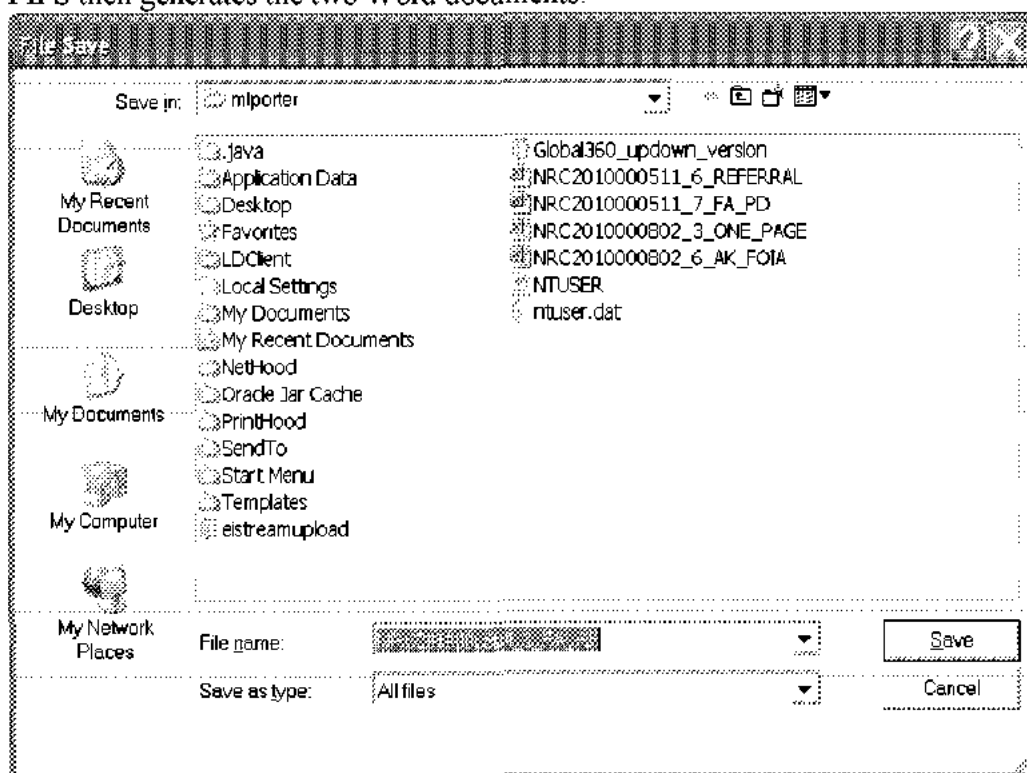 then generates the two Word documents.
File Save
Save in: mlporter
My Recent Documents
Desktop
My Documents
My Computer
My Network Places
.java
Application Data
Desktop
Favorites
LDClient
Local Settings
My Documents
My Recent Documents
NetHood
Oracle Jar Cache
PrintHood
SendTo
Start Menu
Templates
eistreamupload
Global360_updown_version
NRC2010000511_6_REFERRAL
NRC2010000511_7_FA_PD
NRC2010000802_3_ONE_PAGE
NRC2010000802_6_AK_FOIA
NTUSER
ntuser.dat
File name:
Save
Save as type: All files
Cancel